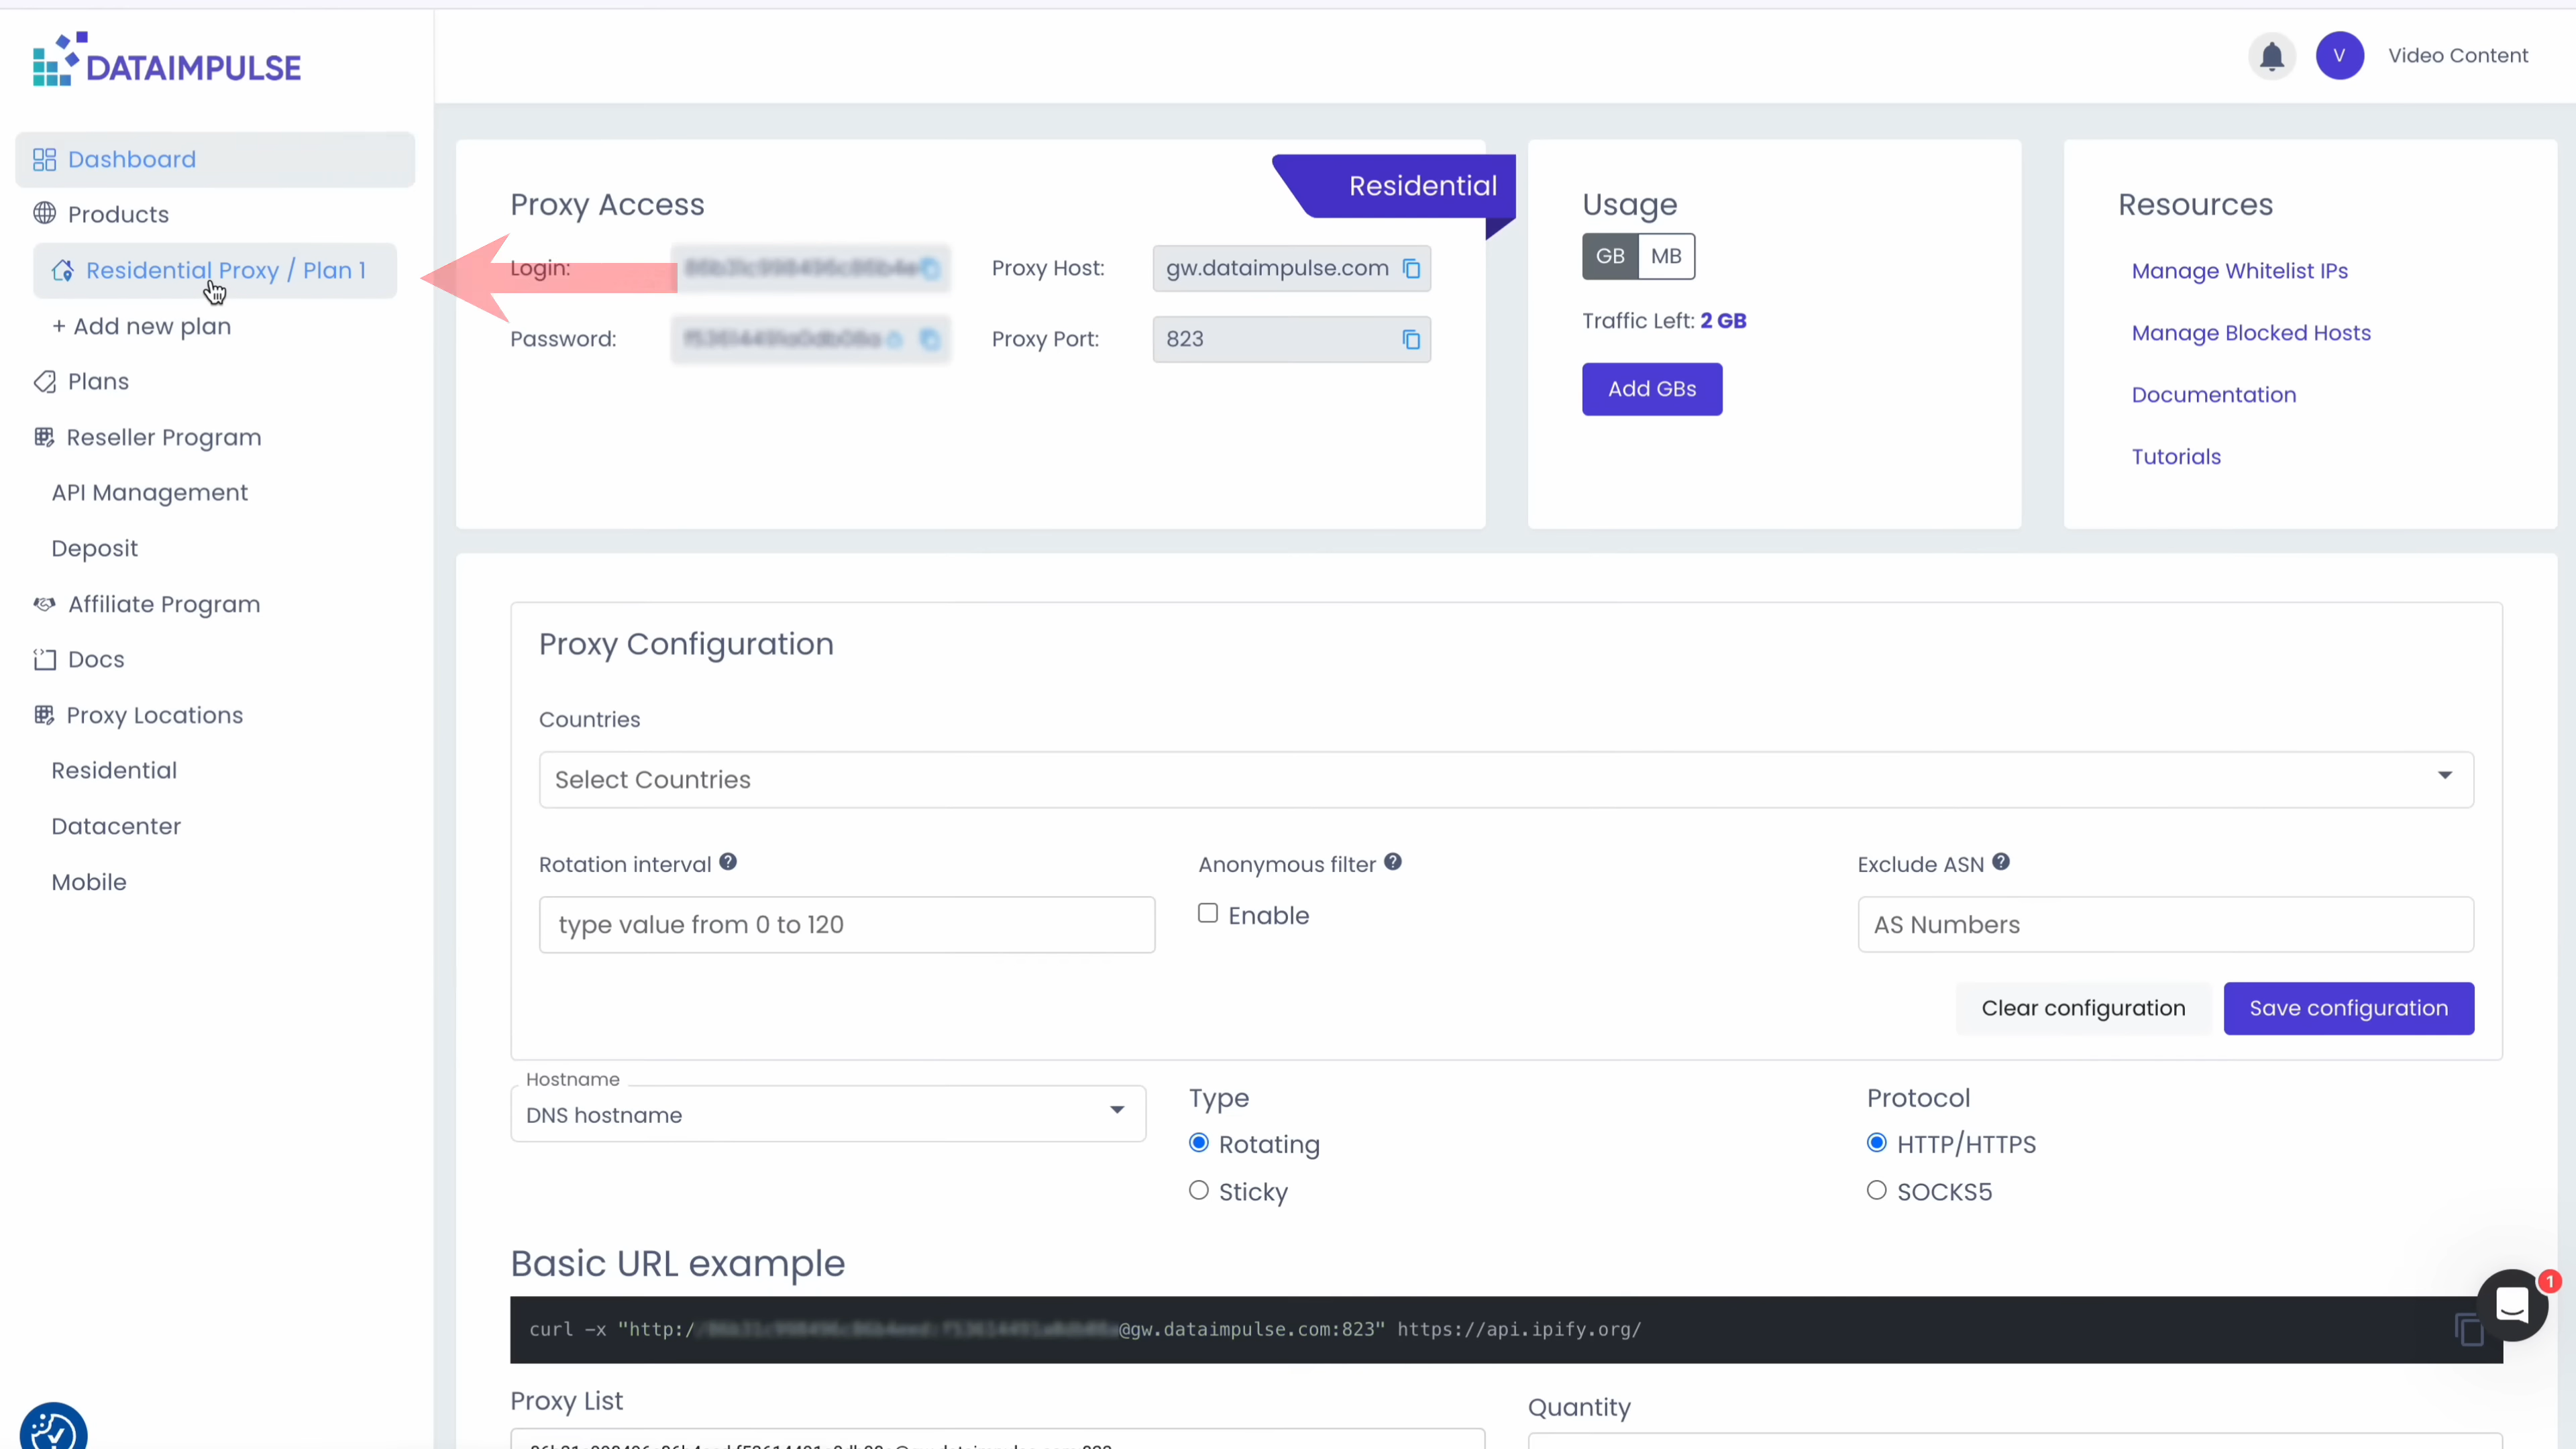 DATAIMPULSE
V
Video Content
Dashboard
Products
Residential Proxy / Plan 1
+ Add new plan
Plans
Reseller Program
API Management
Deposit
Affiliate Program
Docs
Proxy Locations
Residential
Datacenter
Mobile
Proxy Access
Residential
Login:
Proxy Host:
gw.dataimpulse.com
Password:
Proxy Port:
823
Usage
GB
MB
Traffic Left: 2 GB
Add GBs
Resources
Manage Whitelist IPs
Manage Blocked Hosts
Documentation
Tutorials
Proxy Configuration
Countries
Select Countries
Rotation interval
type value from 0 to 120
Anonymous filter
Enable
Exclude ASN
AS Numbers
Clear configuration
Save configuration
Hostname
DNS hostname
Type
Rotating
Sticky
Protocol
HTTP/HTTPS
SOCKS5
Basic URL example
curl -x "http:/ @gw.dataimpulse.com:823" https://api.ipify.org/
1
Proxy List
Quantity